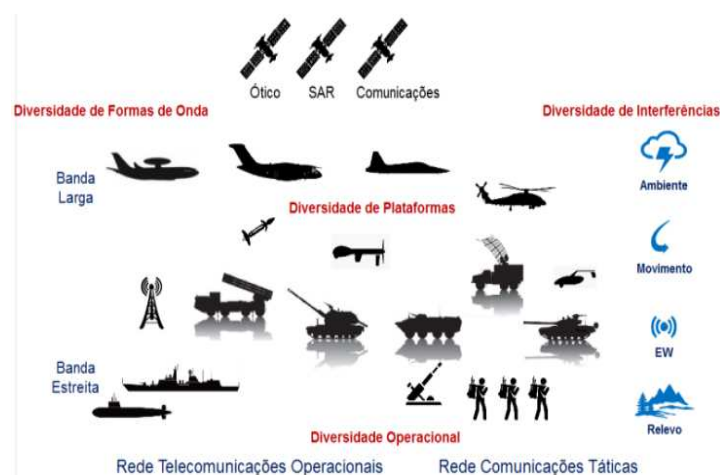 Ótico SAR Comunicações
Diversidade de Formas de Onda
Diversidade de Interferências
Banda
Larga
Ambiente
Diversidade de Plataformas
Movimento
EW
Banda
Estreita
Relevo
Diversidade Operacional
Rede Telecomunicações Operacionais
Rede Comunicações Táticas